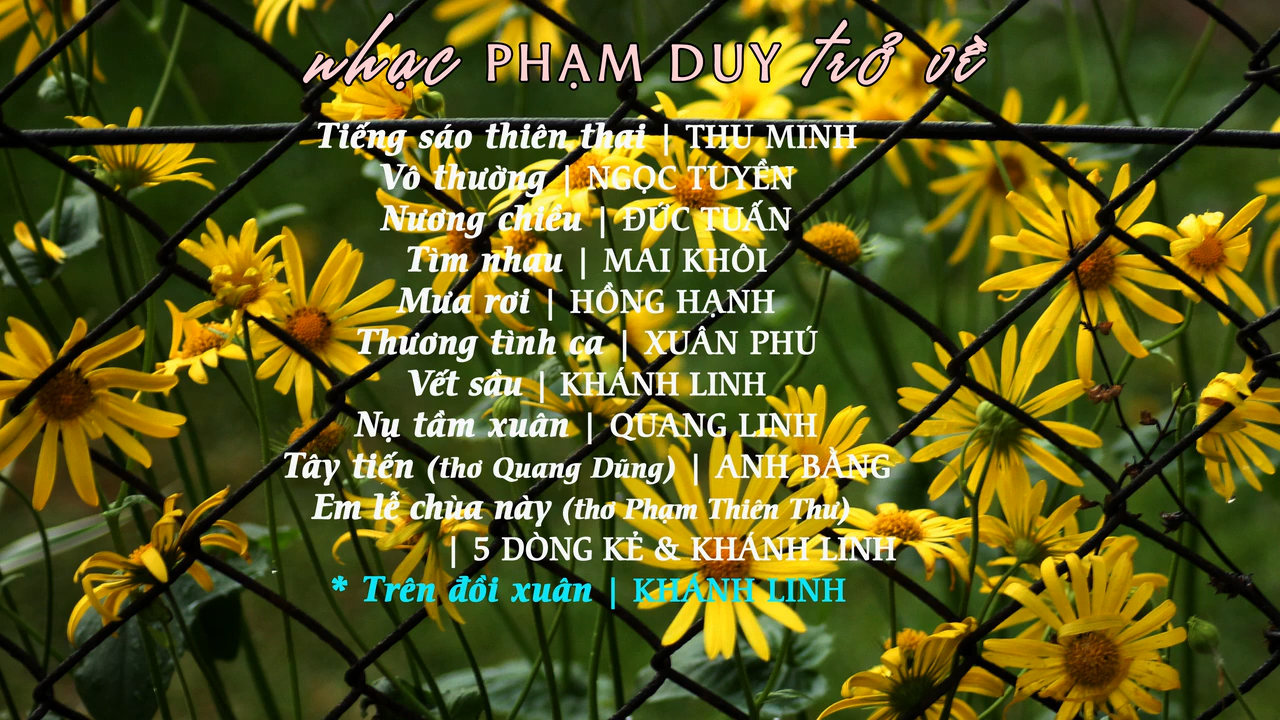 nhạc PHẠM DUY trở về
Tiếng sáo thiên thai | THU MINH
Vô thường | NGỌC TUYỀN
Nương chiều | ĐỨC TUẤN
Tìm nhau | MAI KHÔI
Mưa rơi | HỒNG HẠNH
Thương tình ca | XUÂN PHÚ
Vết sầu | KHÁNH LINH
Nụ tầm xuân | QUANG LINH
Tây tiến (thơ Quang Dũng) | ANH BẰNG
Em lễ chùa này (thơ Phạm Thiên Thư)
| 5 DÒNG KẺ & KHÁNH LINH
* Trên đồi xuân | KHÁNH LINH